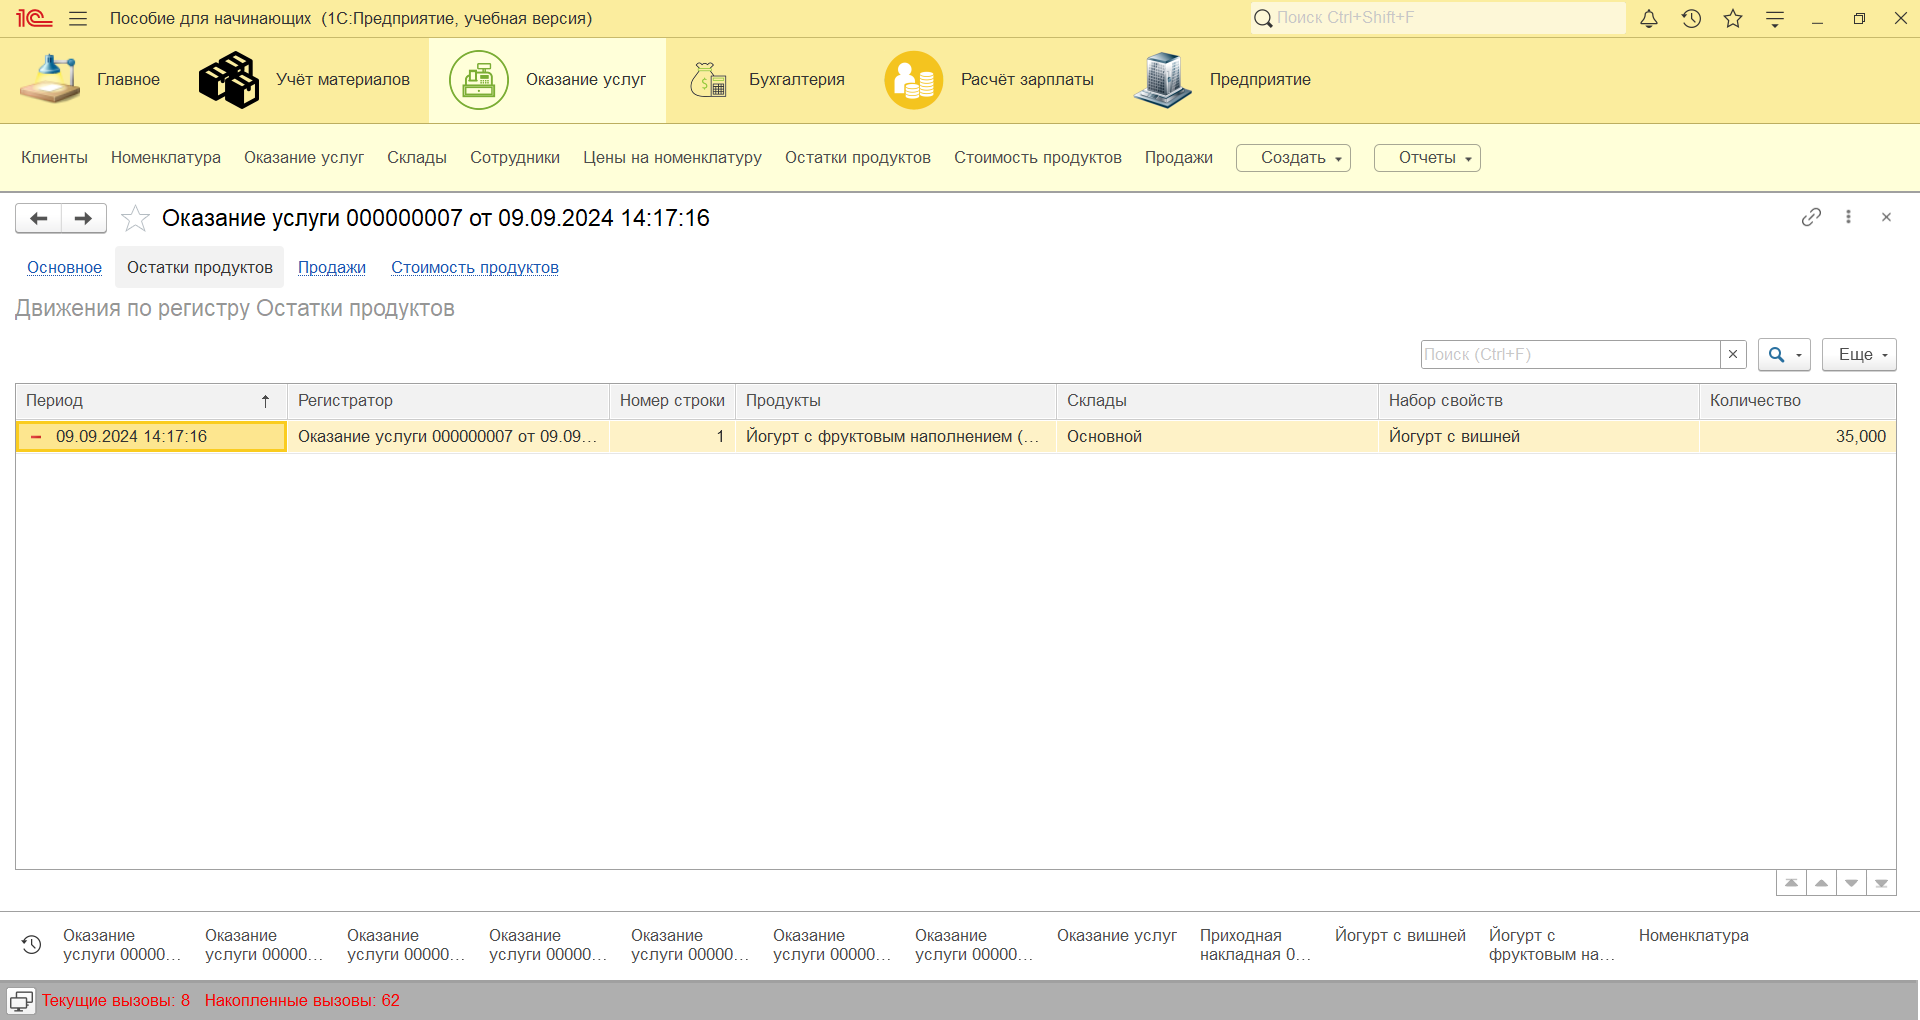 1С Пособие для начинающих (1С:Предприятие, учебная версия) Поиск Ctrl+Shift+F
Главное Учёт материалов Оказание услуг Бухгалтерия Расчёт зарплаты Предприятие
Клиенты Номенклатура Оказание услуг Склады Сотрудники Цены на номенклатуру Остатки продуктов Стоимость продуктов Продажи Создать Отчеты
Оказание услуги 000000007 от 09.09.2024 14:17:16
Основное Остатки продуктов Продажи Стоимость продуктов
Движения по регистру Остатки продуктов
Поиск (Ctrl+F) Еще
Период Регистратор Номер строки Продукты Склады Набор свойств Количество
09.09.2024 14:17:16 Оказание услуги 000000007 от 09.09... 1 Йогурт с фруктовым наполнением (... Основной Йогурт с вишней 35,000
Оказание услуги 00000... Оказание услуги 00000... Оказание услуги 00000... Оказание услуги 00000... Оказание услуги 00000... Оказание услуги 00000... Оказание услуги 00000... Оказание услуг Приходная накладная 0... Йогурт с вишней Йогурт с фруктовым на... Номенклатура
Текущие вызовы: 8 Накопленные вызовы: 62